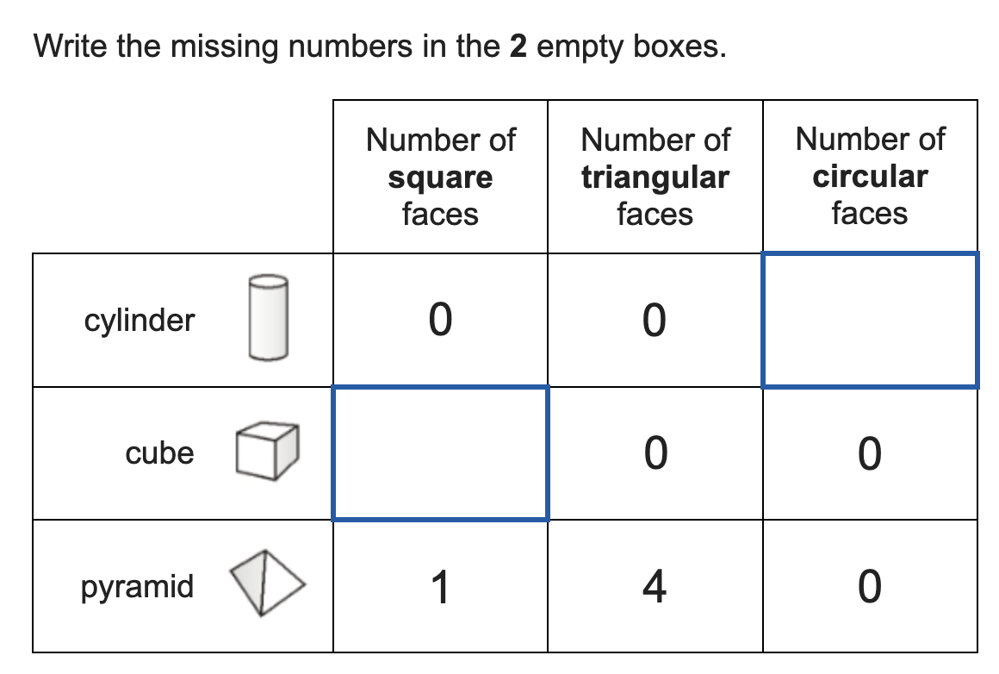 Write the missing numbers in the 2 empty boxes.
Number of square faces
Number of triangular faces
Number of circular faces
cylinder 0 0
cube 0 0
pyramid 1 4 0